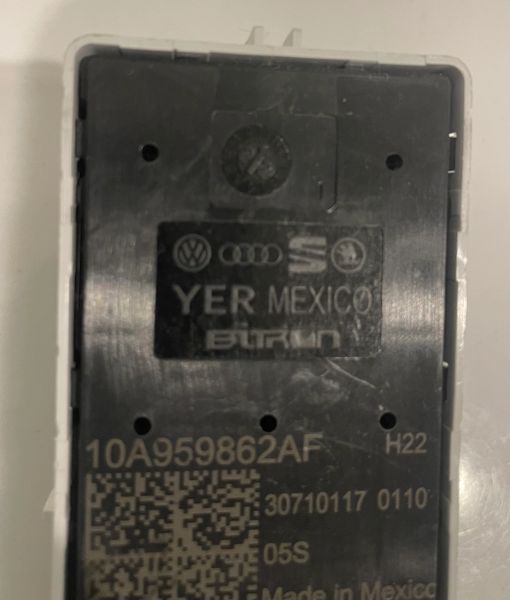 YER MEXICO
10A959862AF H22
30710117 0110
05S
Made in Mexico